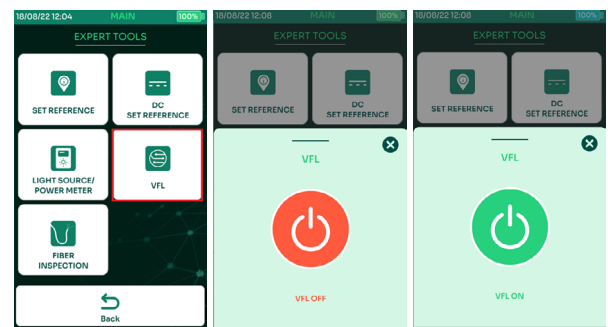 18/08/22 12:04 MAIN 100%
EXPERT TOOLS
SET REFERENCE
DC
SET REFERENCE
LIGHT SOURCE/
POWER METER
VFL
FIBER
INSPECTION
Back
18/08/22 12:08 MAIN 100%
EXPERT TOOLS
SET REFERENCE
DC
SET REFERENCE
VFL
VFL OFF
18/08/22 12:08 MAIN 100%
EXPERT TOOLS
SET REFERENCE
DC
SET REFERENCE
VFL
VFL ON